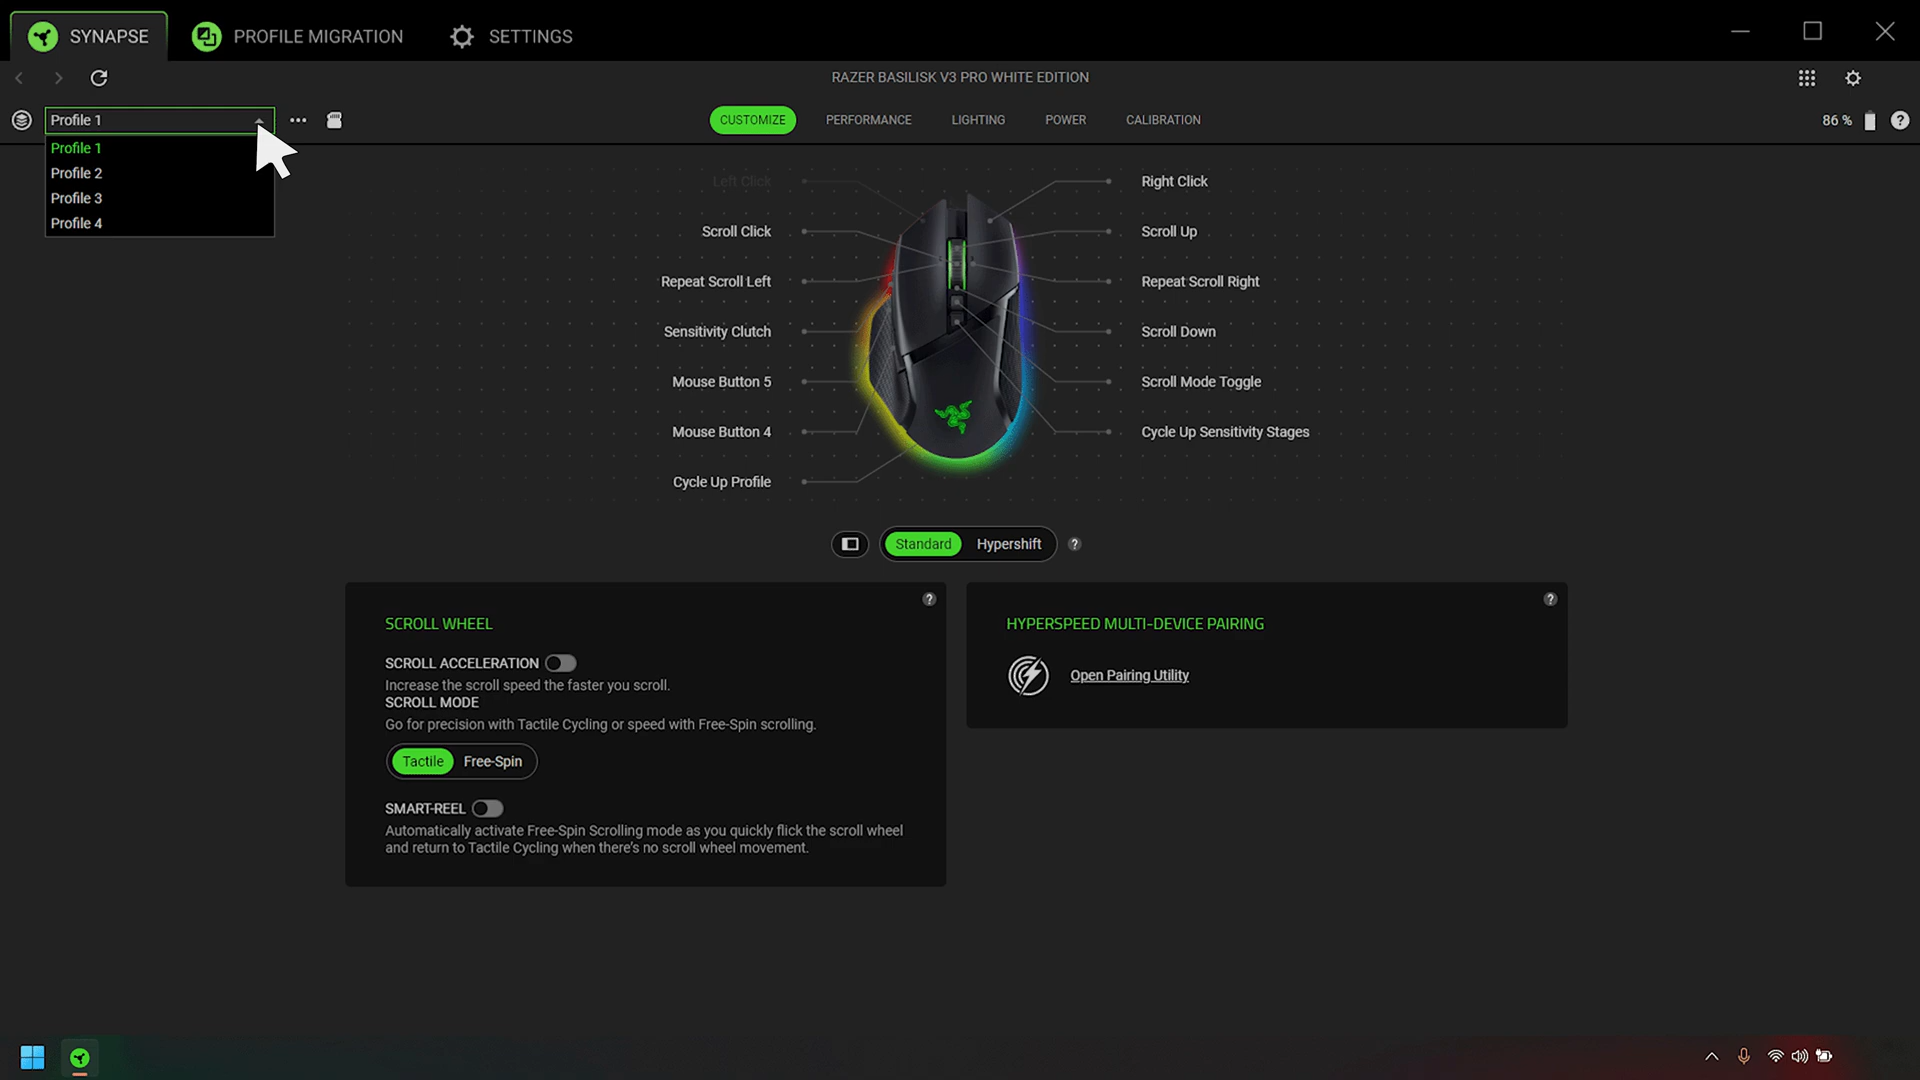 SYNAPSE
PROFILE MIGRATION
SETTINGS
RAZER BASILISK V3 PRO WHITE EDITION
Profile 1
CUSTOMIZE
PERFORMANCE
LIGHTING
POWER
CALIBRATION
86 %
?
Profile 1
Profile 2
Profile 3
Profile 4
Left Click
Scroll Click
Repeat Scroll Left
Sensitivity Clutch
Mouse Button 5
Mouse Button 4
Cycle Up Profile
Right Click
Scroll Up
Repeat Scroll Right
Scroll Down
Scroll Mode Toggle
Cycle Up Sensitivity Stages
Standard
Hypershift
?
?
SCROLL WHEEL
SCROLL ACCELERATION
Increase the scroll speed the faster you scroll.
SCROLL MODE
Go for precision with Tactile Cycling or speed with Free-Spin scrolling.
Tactile
Free-Spin
SMART-REEL
Automatically activate Free-Spin Scrolling mode as you quickly flick the scroll wheel
and return to Tactile Cycling when there's no scroll wheel movement.
?
HYPERSPEED MULTI-DEVICE PAIRING
Open Pairing Utility